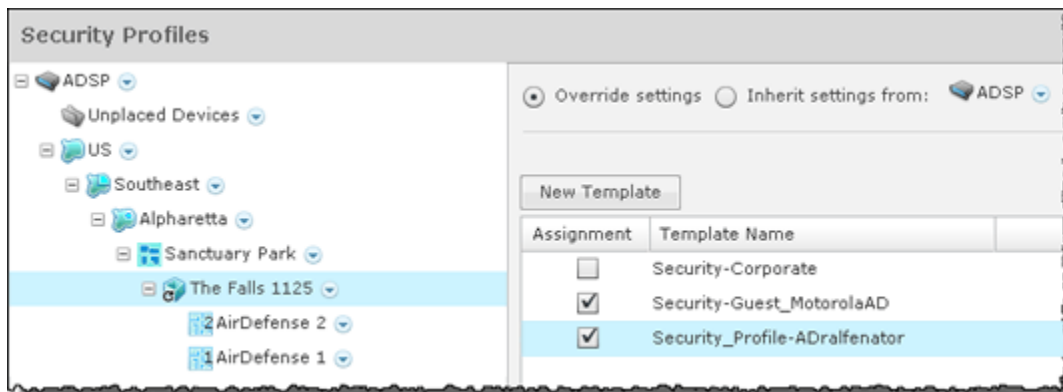 Security Profiles
ADSP
Unplaced Devices
US
Southeast
Alpharetta
Sanctuary Park
The Falls 1125
2 AirDefense 2
1 AirDefense 1
Override settings Inherit settings from: ADSP
New Template
Assignment Template Name
Security-Corporate
Security-Guest_MotorolaAD
Security_Profile-ADralfenator